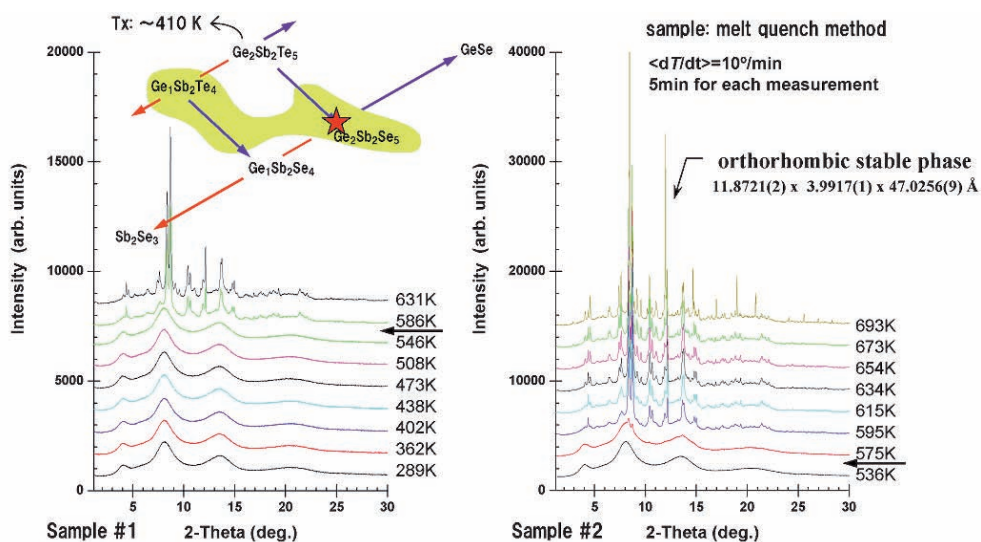 Tx: ~410 K
Ge2Sb2Te5
GeSe
Ge1Sb2Te4
Ge2Sb2Se5
Ge1Sb2Se4
Sb2Se3
Intensity (arb. units)
20000
15000
10000
5000
0
631K
586K
546K
508K
473K
438K
402K
362K
289K
5
10
15
20
25
30
Sample #1
2-Theta (deg.)
sample: melt quench method
<dT/dt>=10°/min
5min for each measurement
orthorhombic stable phase
11.8721(2) x 3.9917(1) x 47.0256(9) Å
Intensity (arb. units)
40000
30000
20000
10000
0
693K
673K
654K
634K
615K
595K
575K
536K
5
10
15
20
25
30
Sample #2
2-Theta (deg.)